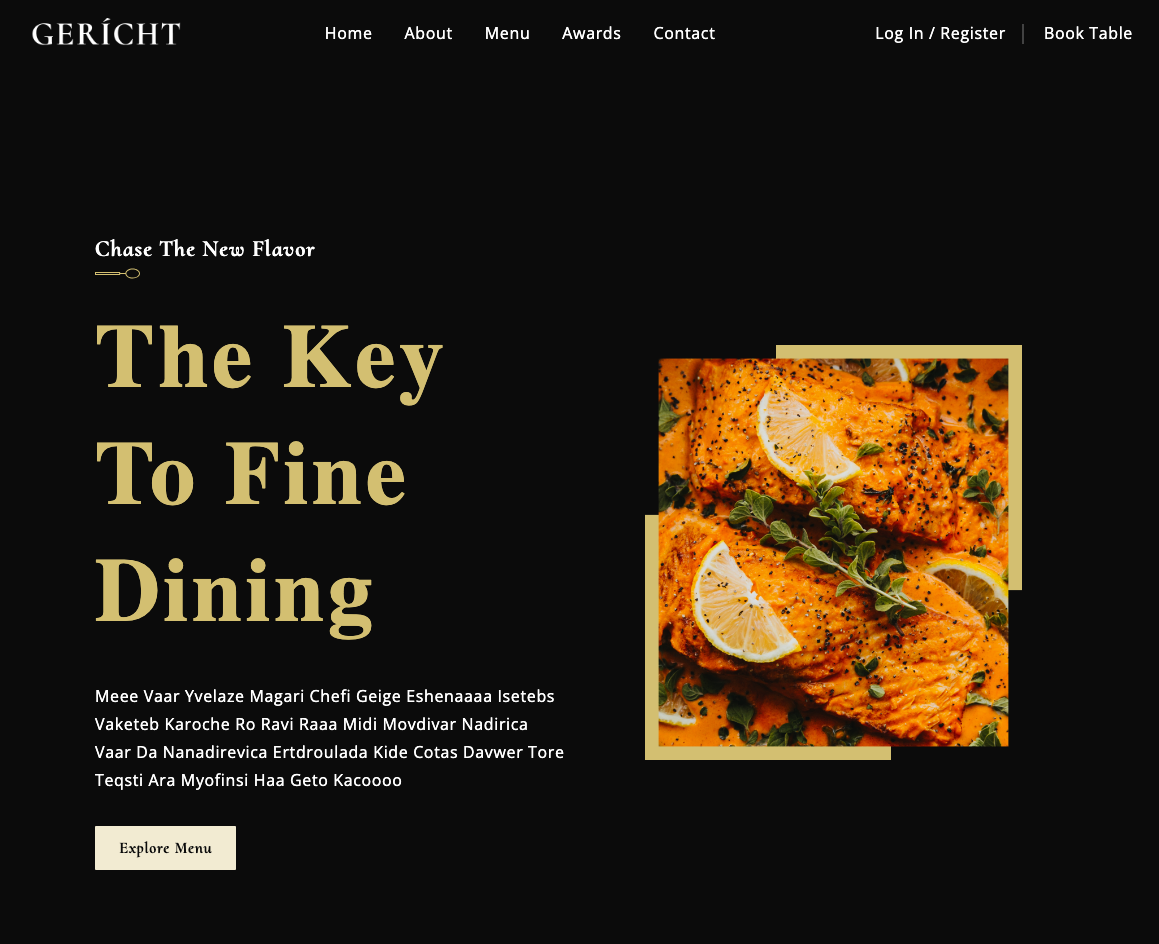 GERÍCHT
Home About Menu Awards Contact
Log In / Register Book Table
Chase The New Flavor
The Key
To Fine
Dining
Meee Vaar Yvelaze Magari Chefi Geige Eshenaaaa Isetebs
Vaketeb Karoche Ro Ravi Raaa Midi Movdivar Nadirica
Vaar Da Nanadirevica Ertdroulada Kide Cotas Davwer Tore
Teqsti Ara Myofinsi Haa Geto Kacoooo
Explore Menu